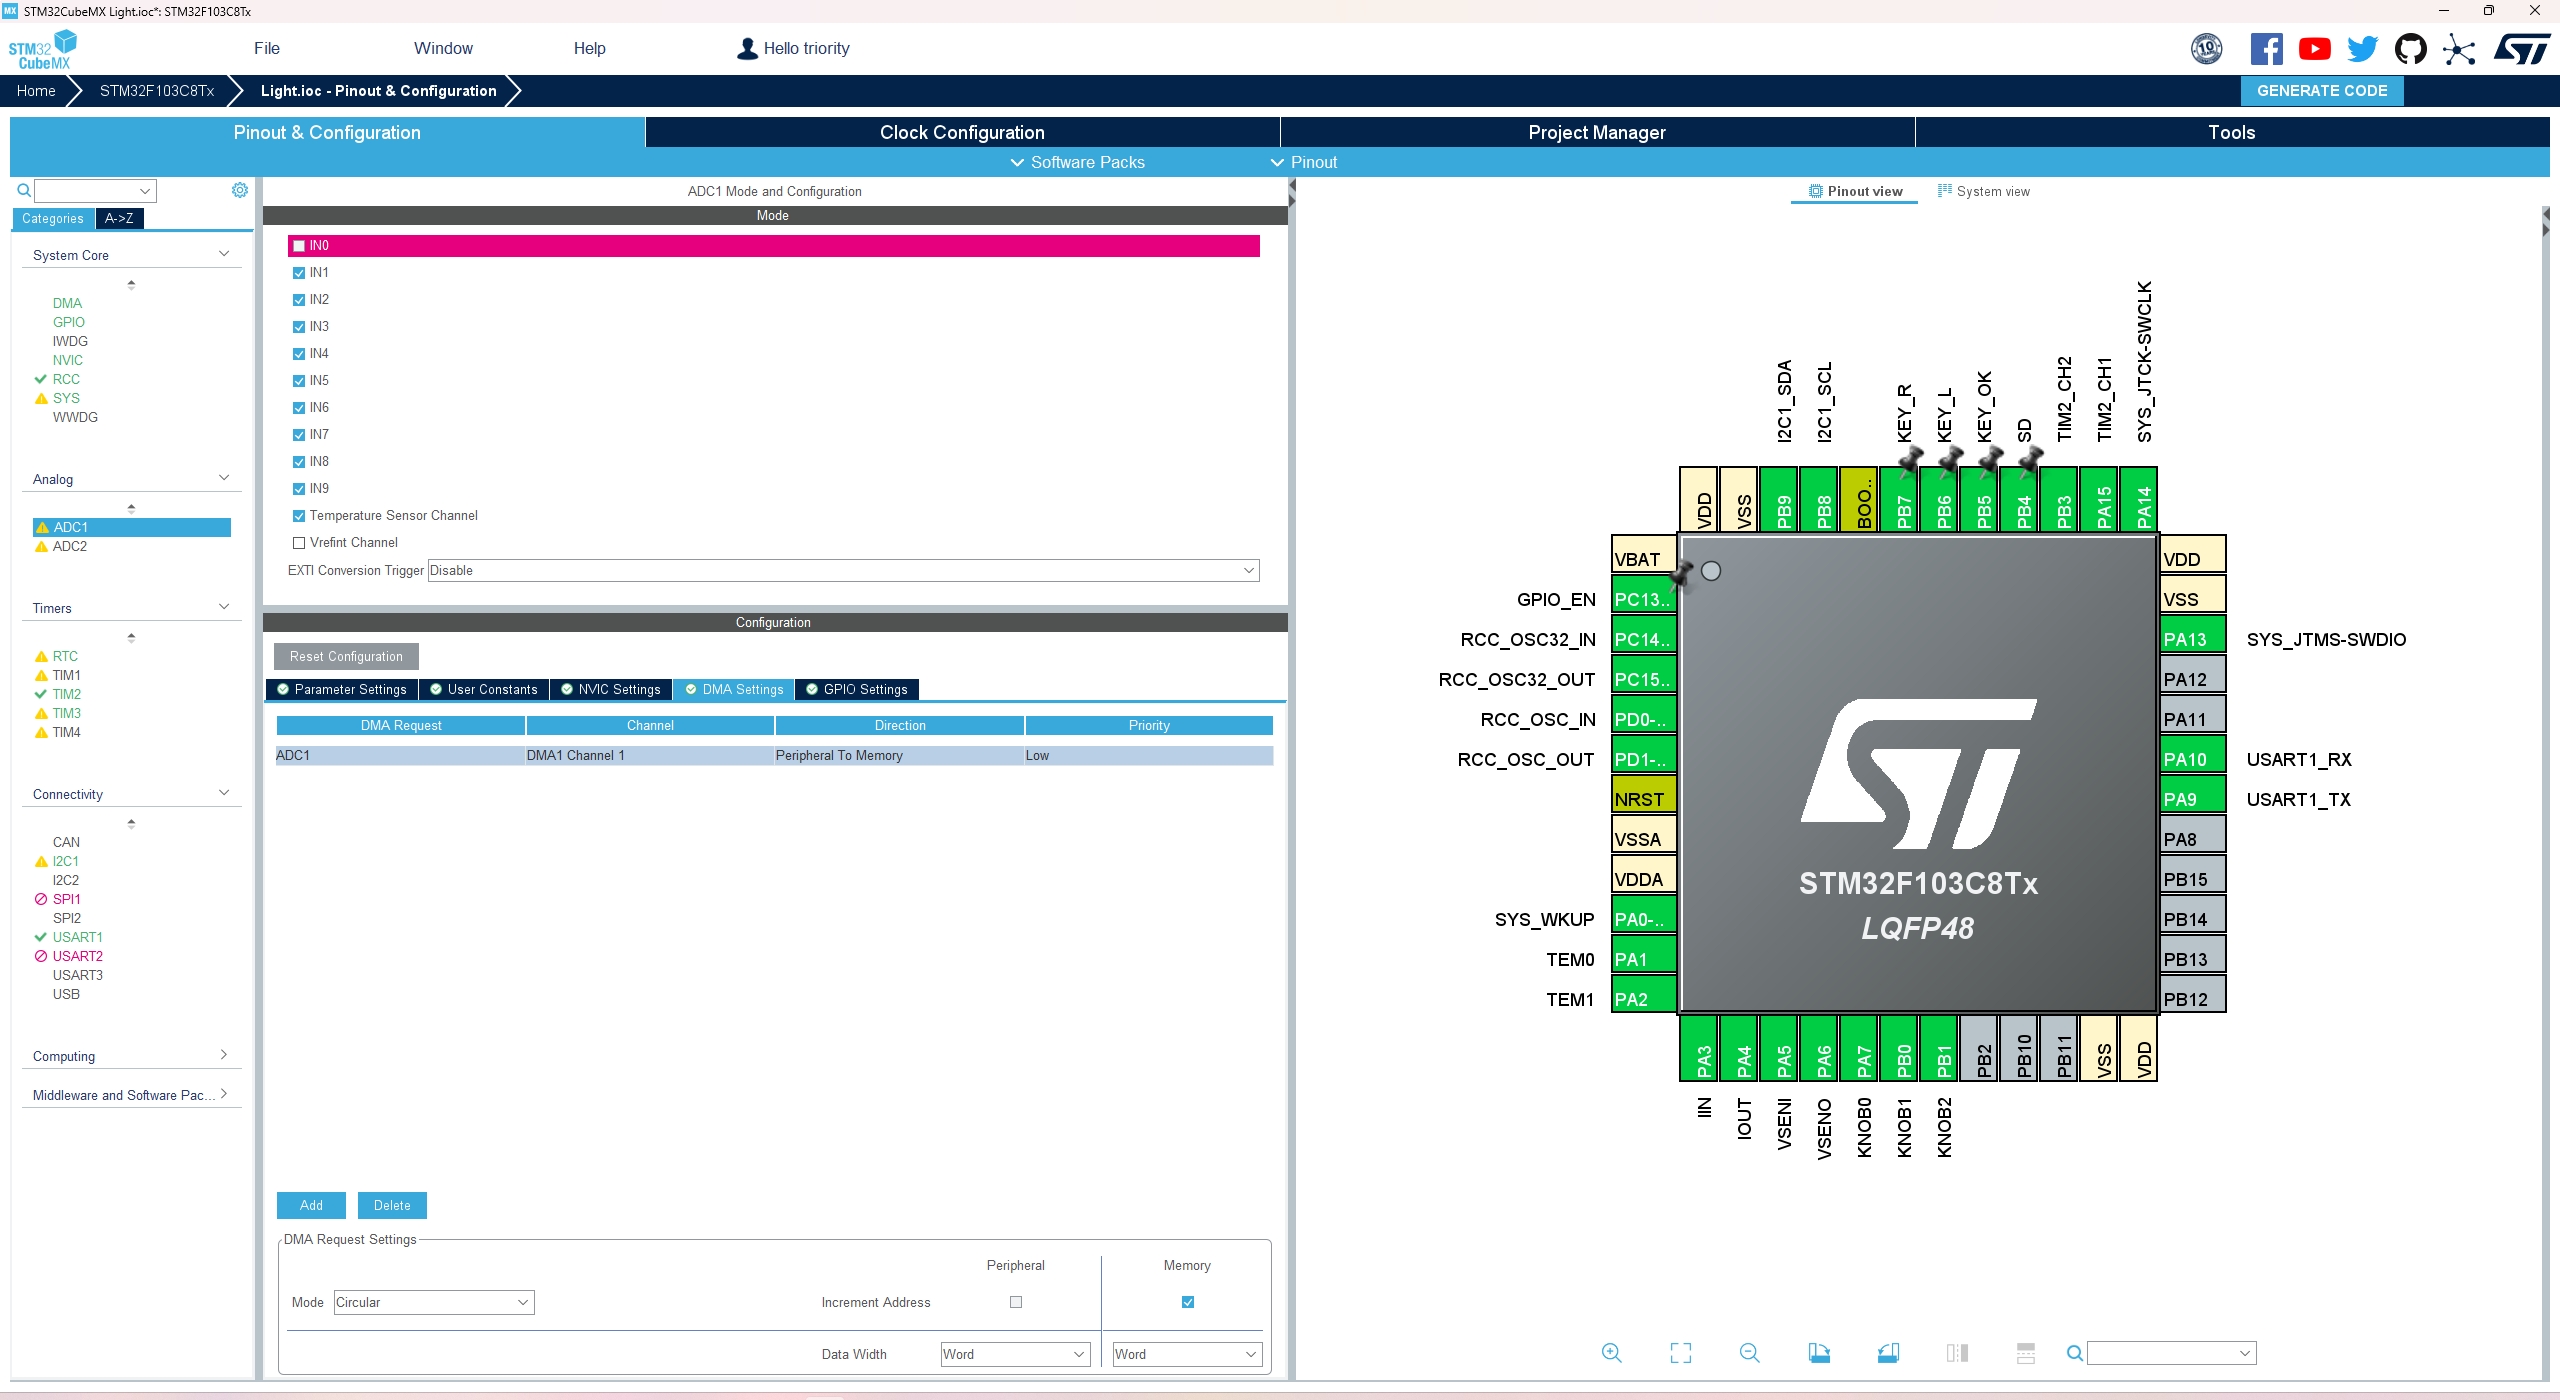 MX STM32CubeMX Light.ioc*: STM32F103C8Tx
STM32 CubeMX
File Window Help Hello triority
10
Home STM32F103C8Tx Light.ioc - Pinout & Configuration GENERATE CODE
Pinout & Configuration Clock Configuration Project Manager Tools
Software Packs Pinout
Categories A->Z
System Core
DMA
GPIO
IWDG
NVIC
RCC
SYS
WWDG
Analog
ADC1
ADC2
Timers
RTC
TIM1
TIM2
TIM3
TIM4
Connectivity
CAN
I2C1
I2C2
SPI1
SPI2
USART1
USART2
USART3
USB
Computing
Middleware and Software Pac...
ADC1 Mode and Configuration
Mode
IN0
IN1
IN2
IN3
IN4
IN5
IN6
IN7
IN8
IN9
Temperature Sensor Channel
Vrefint Channel
EXTI Conversion Trigger Disable
Configuration
Reset Configuration
Parameter Settings User Constants NVIC Settings DMA Settings GPIO Settings
DMA Request Channel Direction Priority
ADC1 DMA1 Channel 1 Peripheral To Memory Low
Add Delete
DMA Request Settings
Peripheral Memory
Mode Circular Increment Address
Data Width Word Word
Pinout view System view
I2C1_SDA
I2C1_SCL
KEY_R
KEY_L
KEY_OK
SD
TIM2_CH2
TIM2_CH1
SYS_JTCK-SWCLK
VDD
VSS
PB9
PB8
BOO..
PB7
PB6
PB5
PB4
PB3
PA15
PA14
VBAT
GPIO_EN PC13..
RCC_OSC32_IN PC14..
RCC_OSC32_OUT PC15..
RCC_OSC_IN PD0-..
RCC_OSC_OUT PD1-..
NRST
VSSA
VDDA
SYS_WKUP PA0-..
TEM0 PA1
TEM1 PA2
STM32F103C8Tx
LQFP48
VDD
VSS
PA13 SYS_JTMS-SWDIO
PA12
PA11
PA10 USART1_RX
PA9 USART1_TX
PA8
PB15
PB14
PB13
PB12
PA3
PA4
PA5
PA6
PA7
PB0
PB1
PB2
PB10
PB11
VSS
VDD
IIN
IOUT
VSENI
VSENO
KNOB0
KNOB1
KNOB2